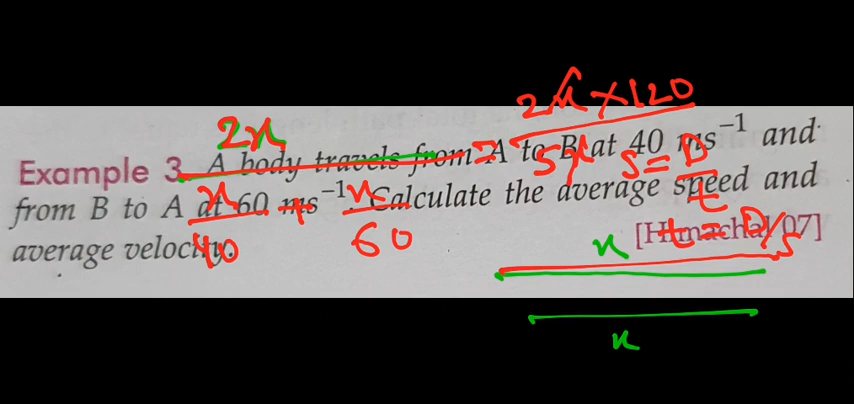 2x × 120
2x
5x
S = D/t
Example 3. A body travels from A to B at 40 ms⁻¹ and
from B to A at 60 ms⁻¹. Calculate the average speed and
average velocity. [Himachal 07]
x/40 + x/60
t = D/S
x
x